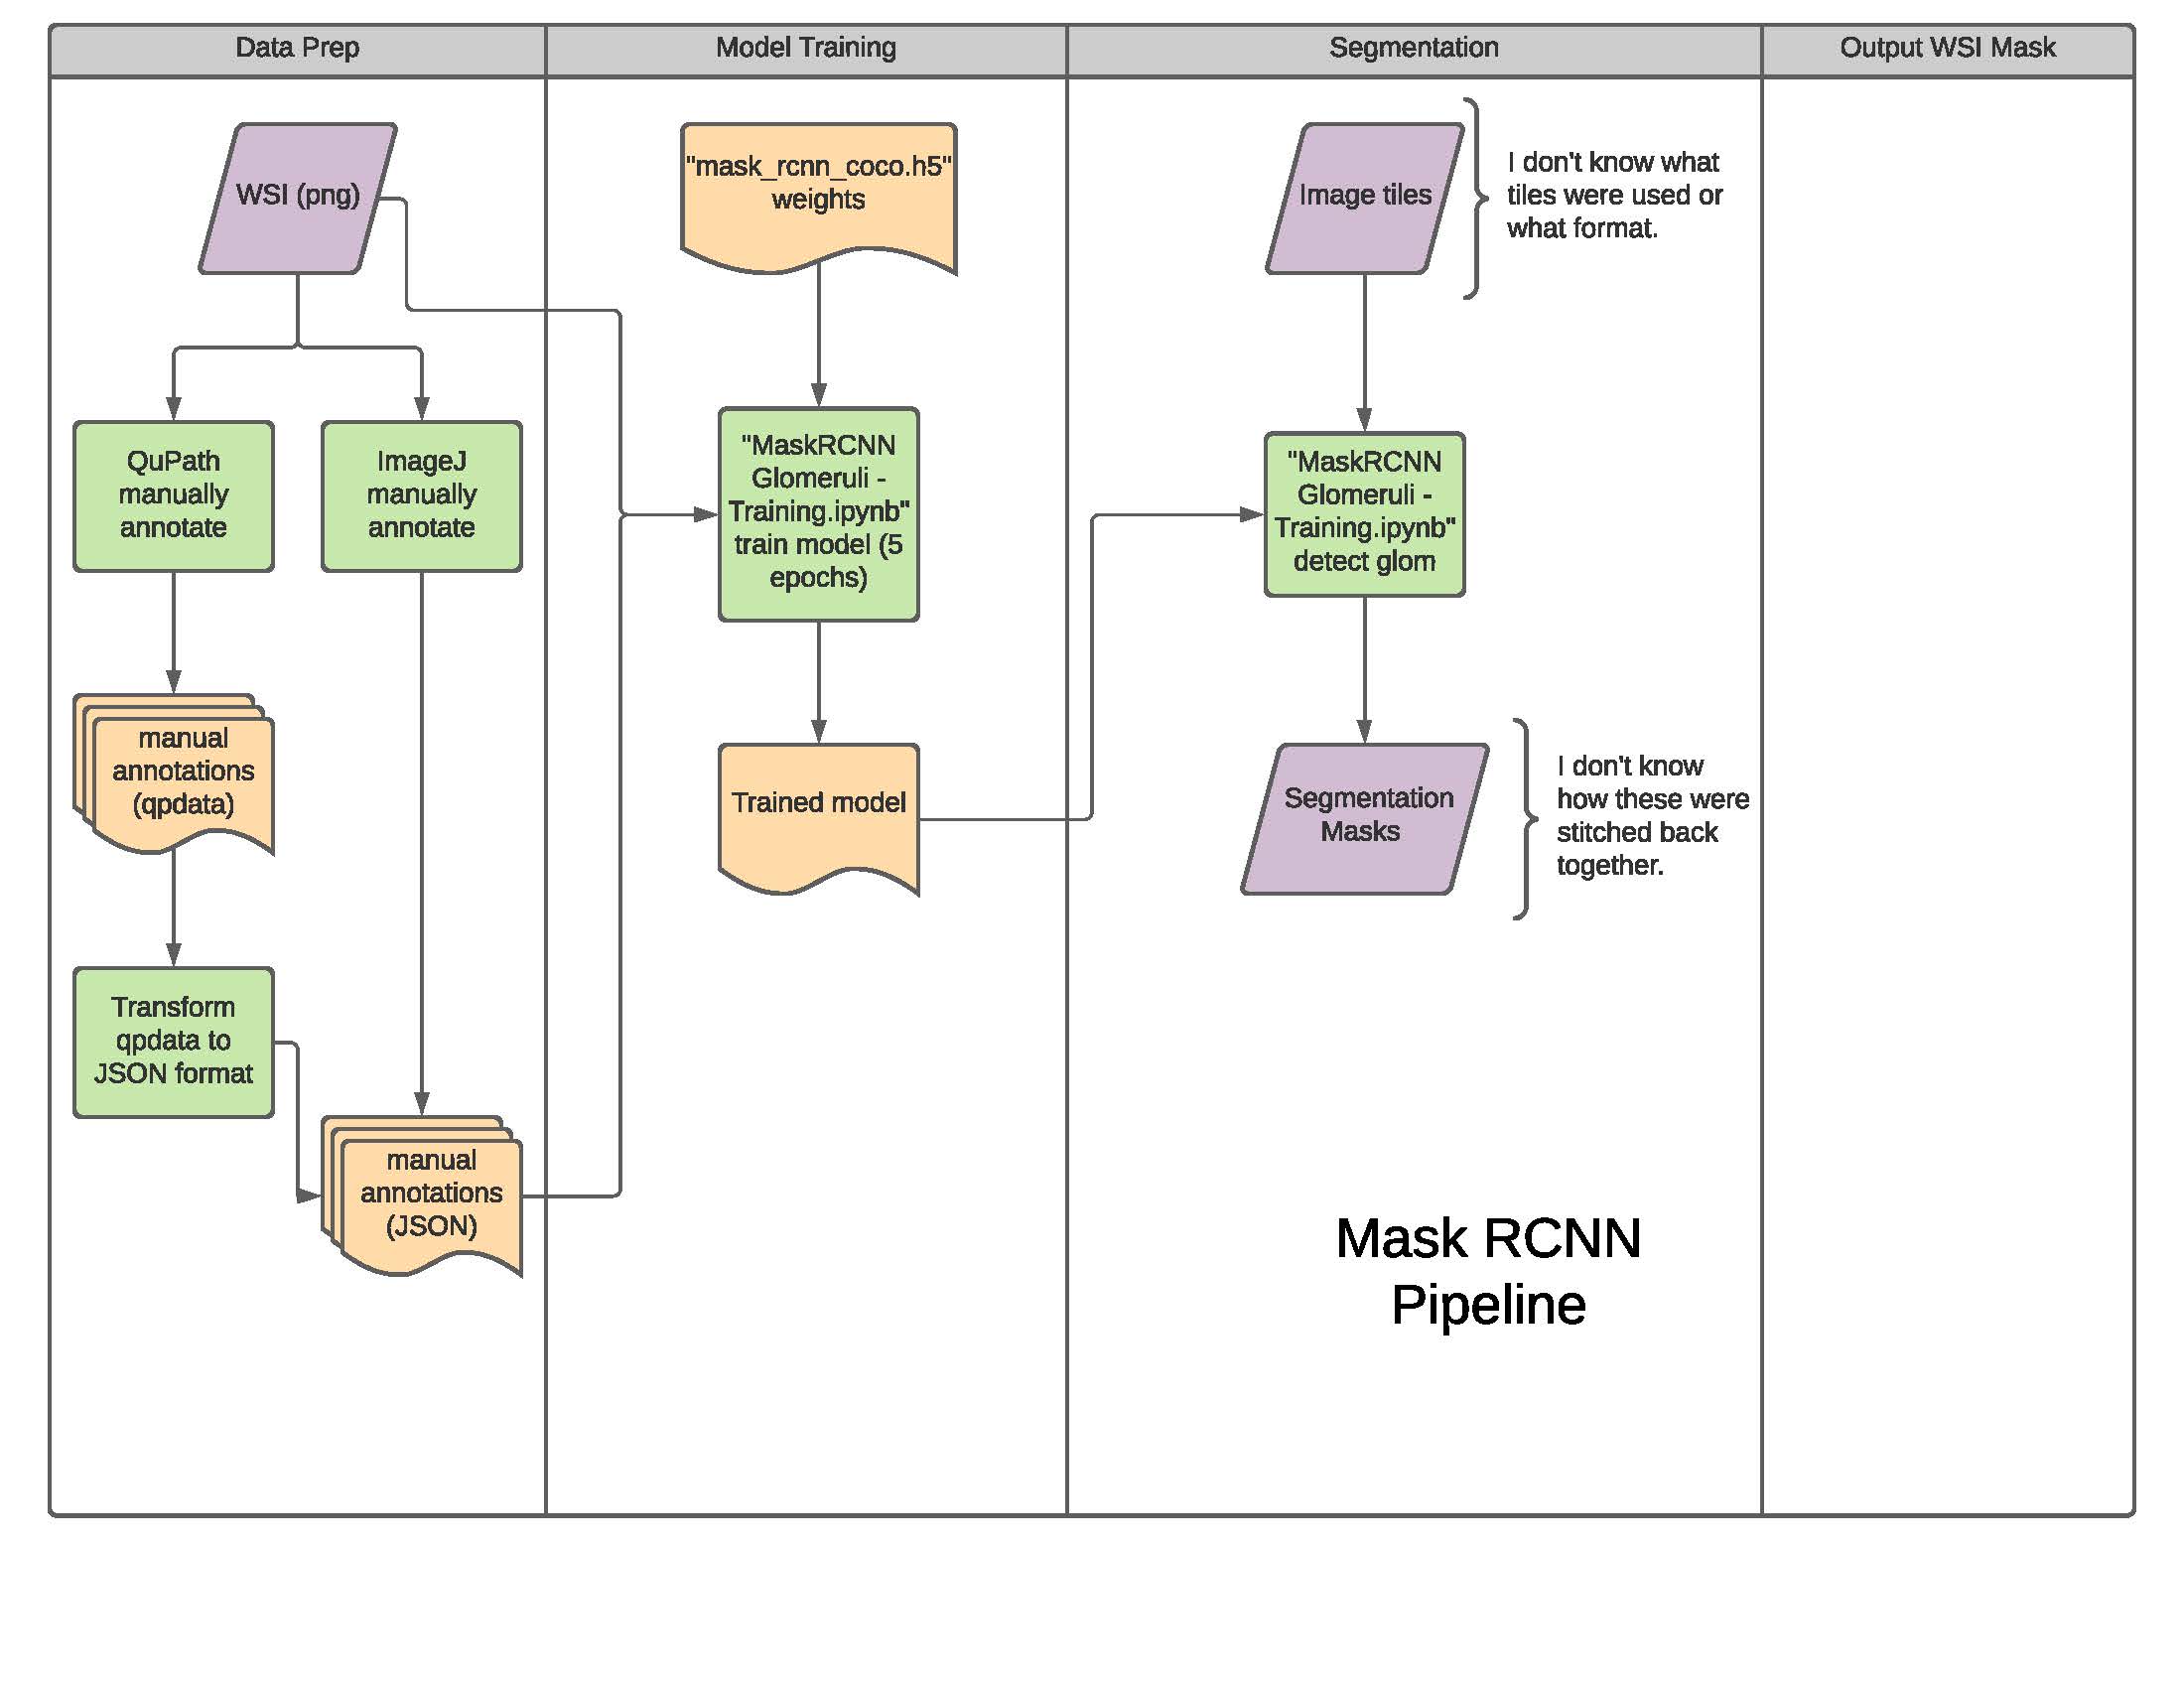 Data Prep
Model Training
Segmentation
Output WSI Mask
WSI (png)
QuPath
manually
annotate
ImageJ
manually
annotate
manual
annotations
(qpdata)
Transform
qpdata to
JSON format
manual
annotations
(JSON)
"mask_rcnn_coco.h5"
weights
"MaskRCNN
Glomeruli -
Training.ipynb"
train model (5
epochs)
Trained model
Image tiles
I don't know what
tiles were used or
what format.
"MaskRCNN
Glomeruli -
Training.ipynb"
detect glom
Segmentation
Masks
I don't know
how these were
stitched back
together.
Mask RCNN
Pipeline